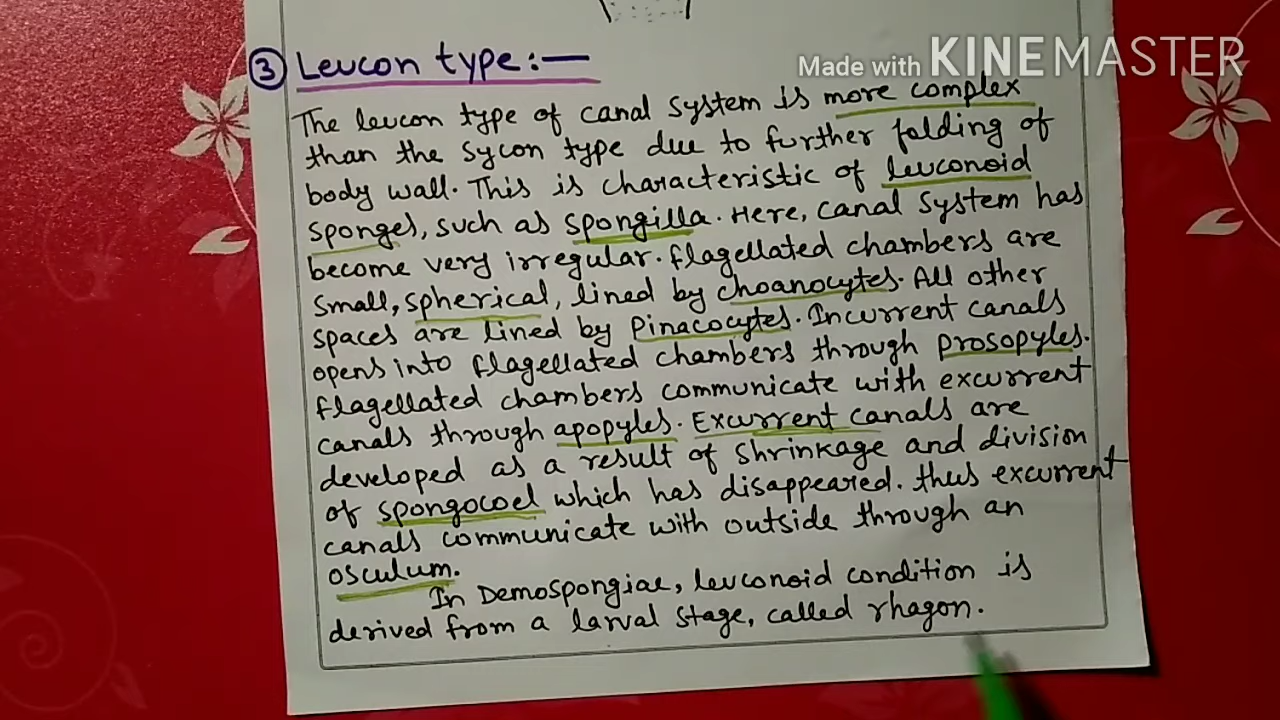 Made with KINEMASTER
③ Leucon type:—
The leucon type of canal system is more complex
than the sycon type due to further folding of
body wall. This is characteristic of leuconoid
sponges, such as spongilla. Here, canal system has
become very irregular. flagellated chambers are
small, spherical, lined by choanocytes. All other
spaces are lined by pinacocytes. Incurrent canals
opens into flagellated chambers through prosopyles.
flagellated chambers communicate with excurrent
canals through apopyles. Excurrent canals are
developed as a result of shrinkage and division
of spongocoel which has disappeared. thus excurrent
canals communicate with outside through an
osculum.
In Demospongiae, leuconoid condition is
derived from a larval stage, called rhagon.